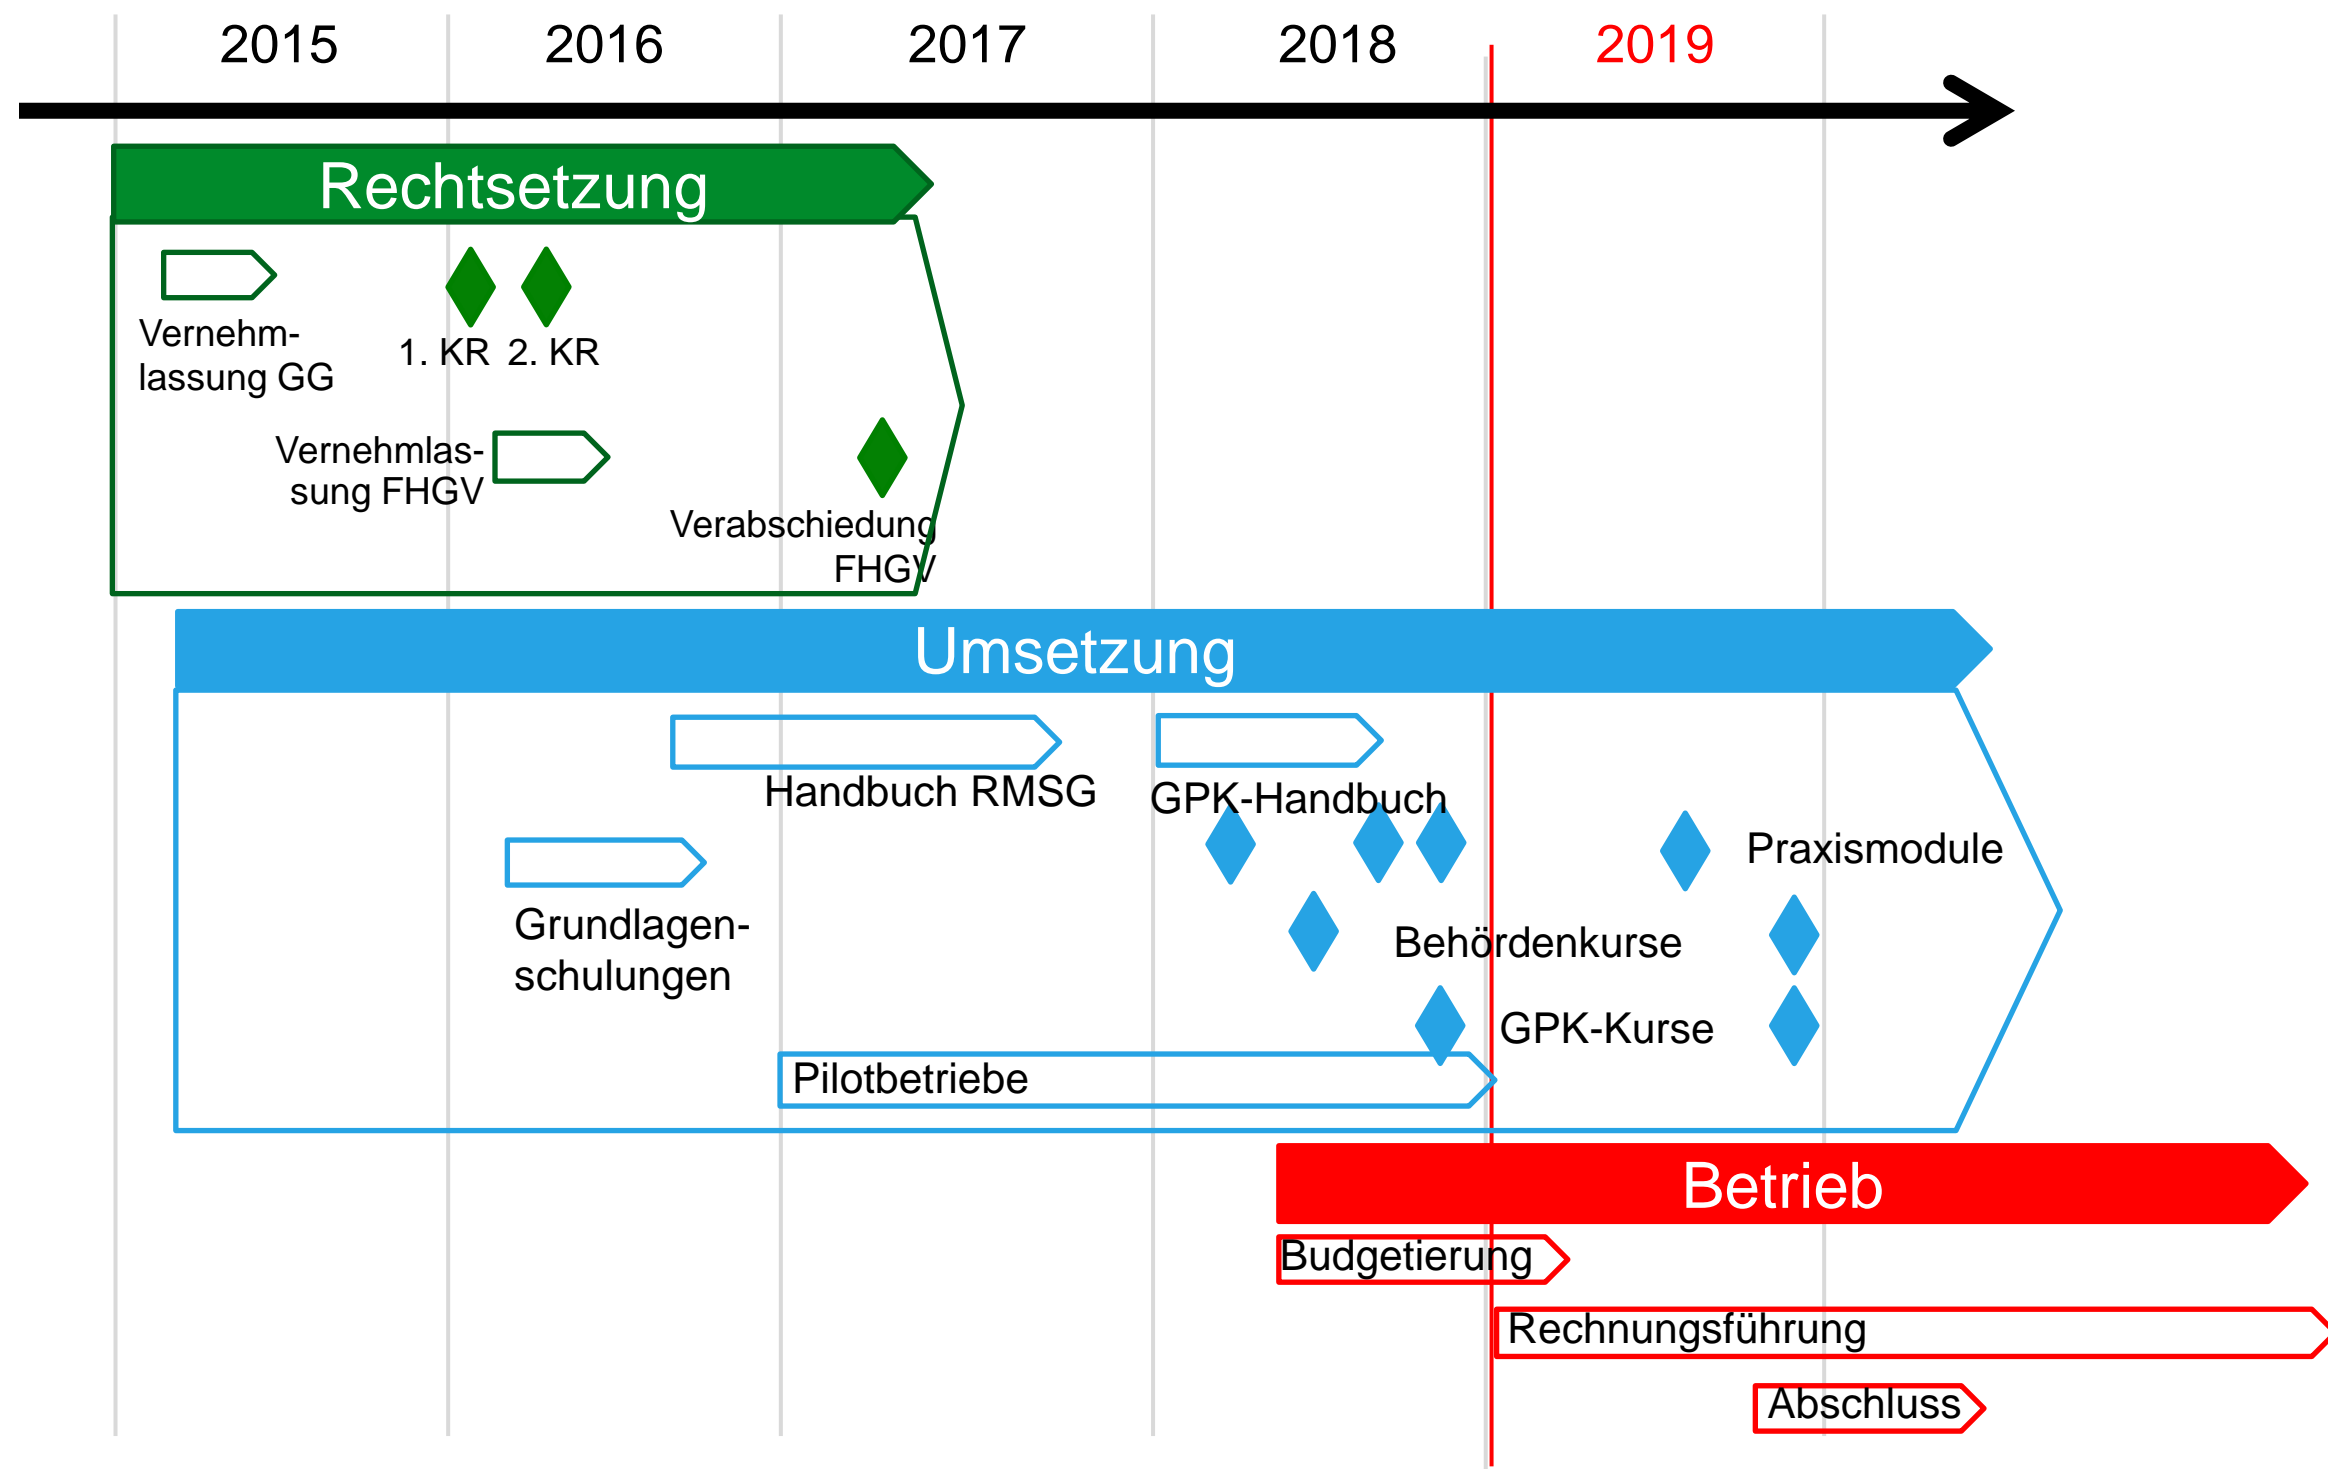 2015 2016 2017 2018 2019
Rechtsetzung
Vernehm-
lassung GG
1. KR 2. KR
Vernehmlas-
sung FHGV
Verabschiedung
FHGV
Umsetzung
Handbuch RMSG
GPK-Handbuch
Praxismodule
Grundlagen-
schulungen
Behördenkurse
GPK-Kurse
Pilotbetriebe
Betrieb
Budgetierung
Rechnungsführung
Abschluss